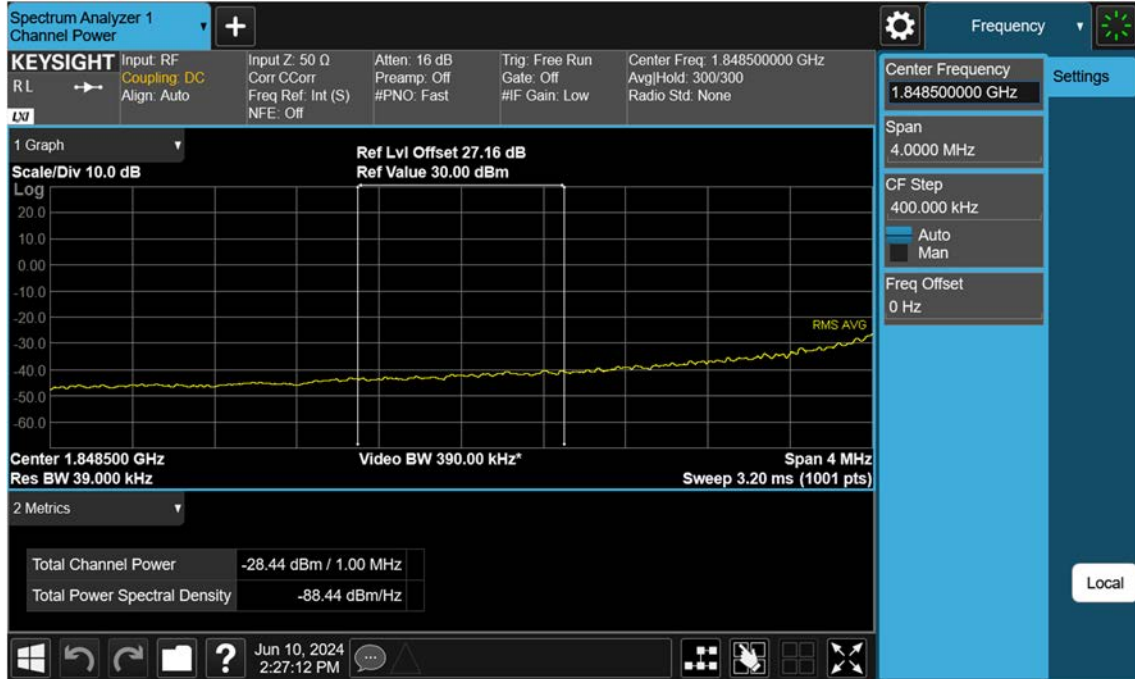 Spectrum Analyzer 1
Channel Power
Frequency
KEYSIGHT
R L
LXI
Input: RF
Coupling: DC
Align: Auto
Input Z: 50 Ω
Corr CCorr
Freq Ref: Int (S)
NFE: Off
Atten: 16 dB
Preamp: Off
#PNO: Fast
Trig: Free Run
Gate: Off
#IF Gain: Low
Center Freq: 1.848500000 GHz
Avg|Hold: 300/300
Radio Std: None
1 Graph
Scale/Div 10.0 dB
Ref Lvl Offset 27.16 dB
Ref Value 30.00 dBm
Log
20.0
10.0
0.00
-10.0
-20.0
-30.0
-40.0
-50.0
-60.0
RMS AVG
Center 1.848500 GHz
Res BW 39.000 kHz
Video BW 390.00 kHz*
Span 4 MHz
Sweep 3.20 ms (1001 pts)
2 Metrics
Total Channel Power -28.44 dBm / 1.00 MHz
Total Power Spectral Density -88.44 dBm/Hz
Center Frequency
1.848500000 GHz
Settings
Span
4.0000 MHz
CF Step
400.000 kHz
Auto
Man
Freq Offset
0 Hz
Local
?
Jun 10, 2024
2:27:12 PM